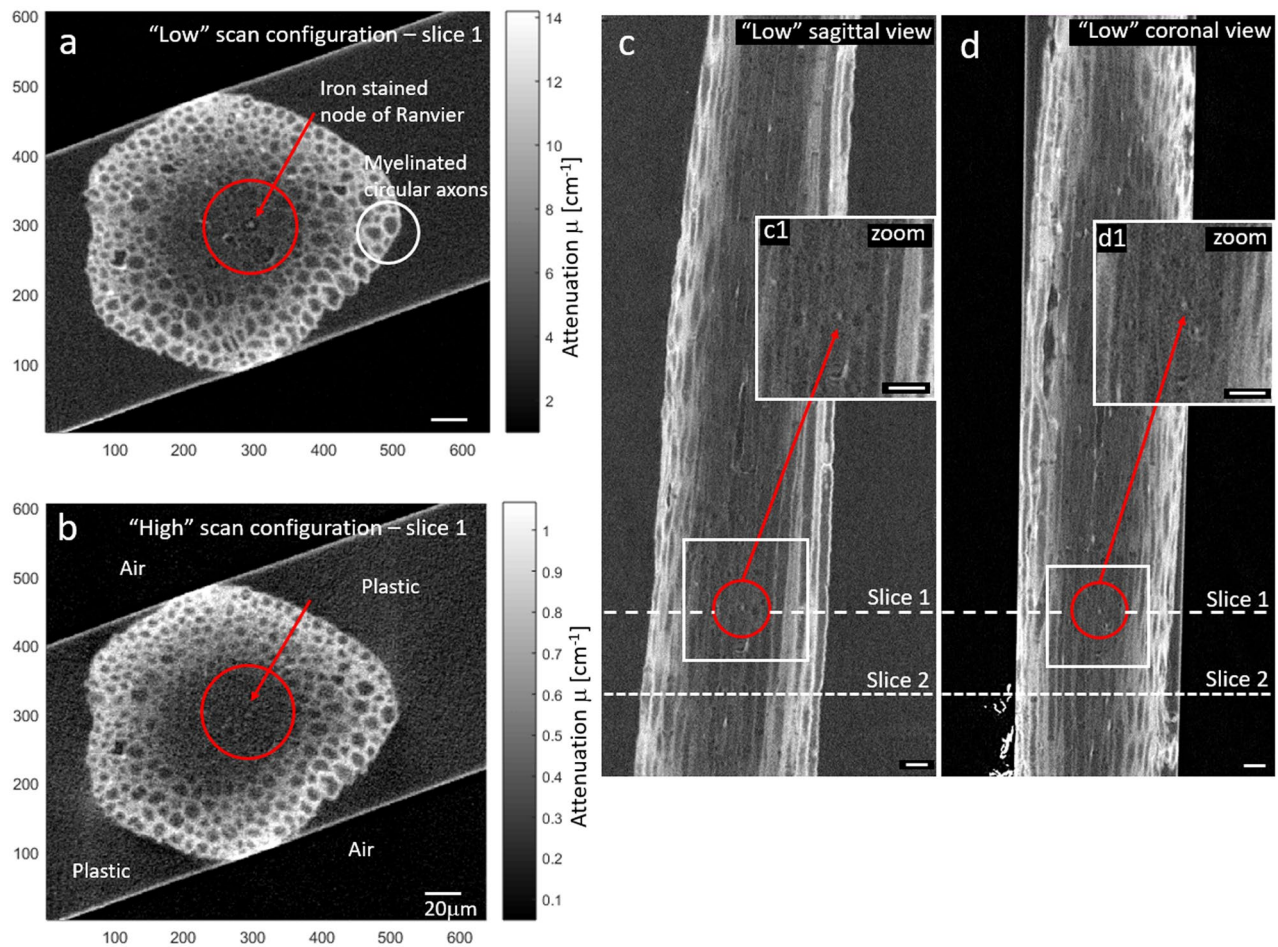 a
"Low" scan configuration – slice 1
Iron stained
node of Ranvier
Myelinated
circular axons
600
500
400
300
200
100
100
200
300
400
500
600
14
12
10
8
6
4
2
Attenuation μ [cm-1]
b
"High" scan configuration – slice 1
Air
Plastic
Plastic
Air
20μm
600
500
400
300
200
100
100
200
300
400
500
600
1
0.9
0.8
0.7
0.6
0.5
0.4
0.3
0.2
0.1
Attenuation μ [cm-1]
c
"Low" sagittal view
c1
zoom
Slice 1
Slice 2
d
"Low" coronal view
d1
zoom
Slice 1
Slice 2